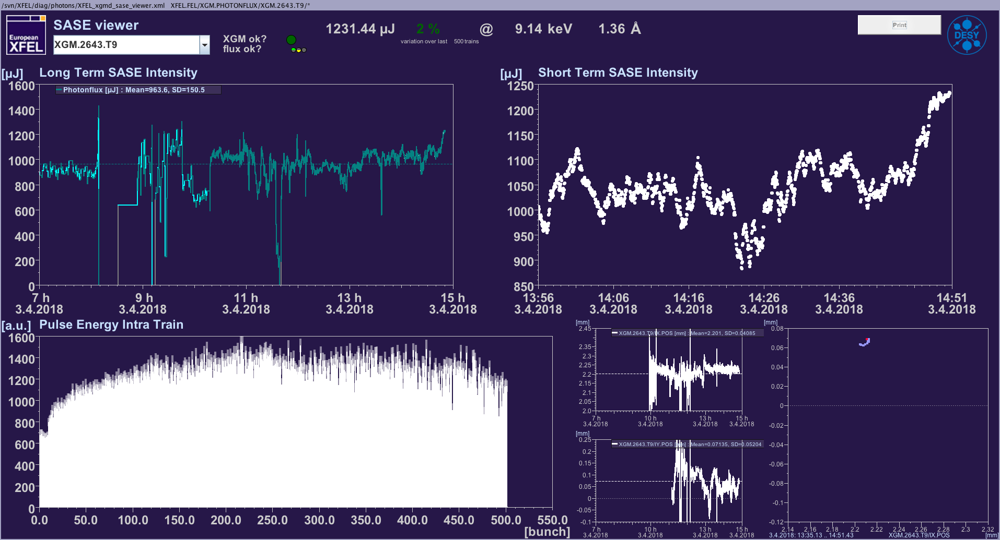 /svn/XFEL/diag/photons/XFEL_xgmd_sase_viewer.xml XFEL.FEL/XGM.PHOTONFLUX/XGM.2643.T9/*
European
XFEL
SASE viewer
XGM.2643.T9
XGM ok?
flux ok?
1231.44 µJ 2 % @ 9.14 keV 1.36 Å
variation over last 500 trains
Print
DESY
[µJ] Long Term SASE Intensity
Photonflux [µJ] : Mean=963.6, SD=150.5
1600
1400
1200
1000
800
600
400
200
0
7 h 9 h 11 h 13 h 15 h
3.4.2018 3.4.2018 3.4.2018 3.4.2018 3.4.2018
[µJ] Short Term SASE Intensity
1250
1200
1150
1100
1050
1000
950
900
850
13:56 14:06 14:16 14:26 14:36 14:51
3.4.2018 3.4.2018 3.4.2018 3.4.2018 3.4.2018 3.4.2018
[a.u.] Pulse Energy Intra Train
1600
1400
1200
1000
800
600
400
200
0
0.0 50.0 100.0 150.0 200.0 250.0 300.0 350.0 400.0 450.0 500.0 550.0
[bunch]
[mm]
XGM.2643.T9/IX.POS [mm] : Mean=2.201, SD=0.04085
2.45
2.35
2.3
2.25
2.2
2.15
2.1
2.05
2.0
7 h 10 h 13 h 15 h
3.4.2018 3.4.2018 3.4.2018 3.4.2018
[mm]
XGM.2643.T9/IY.POS [mm] : Mean=0.07135, SD=0.05204
0.25
0.2
0.15
0.1
0.05
0
-0.05
-0.1
7 h 10 h 13 h 15 h
3.4.2018 3.4.2018 3.4.2018 3.4.2018
[mm]
0.08
0.06
0.04
0.02
0
-0.02
-0.04
-0.06
-0.08
-0.1
-0.12
2.14 2.16 2.18 2.2 2.22 2.24 2.26 2.28 2.3 2.32
3.4.2018: 13:35.13 .. 14:51.43 XGM.2643.T9/IX.POS [mm]